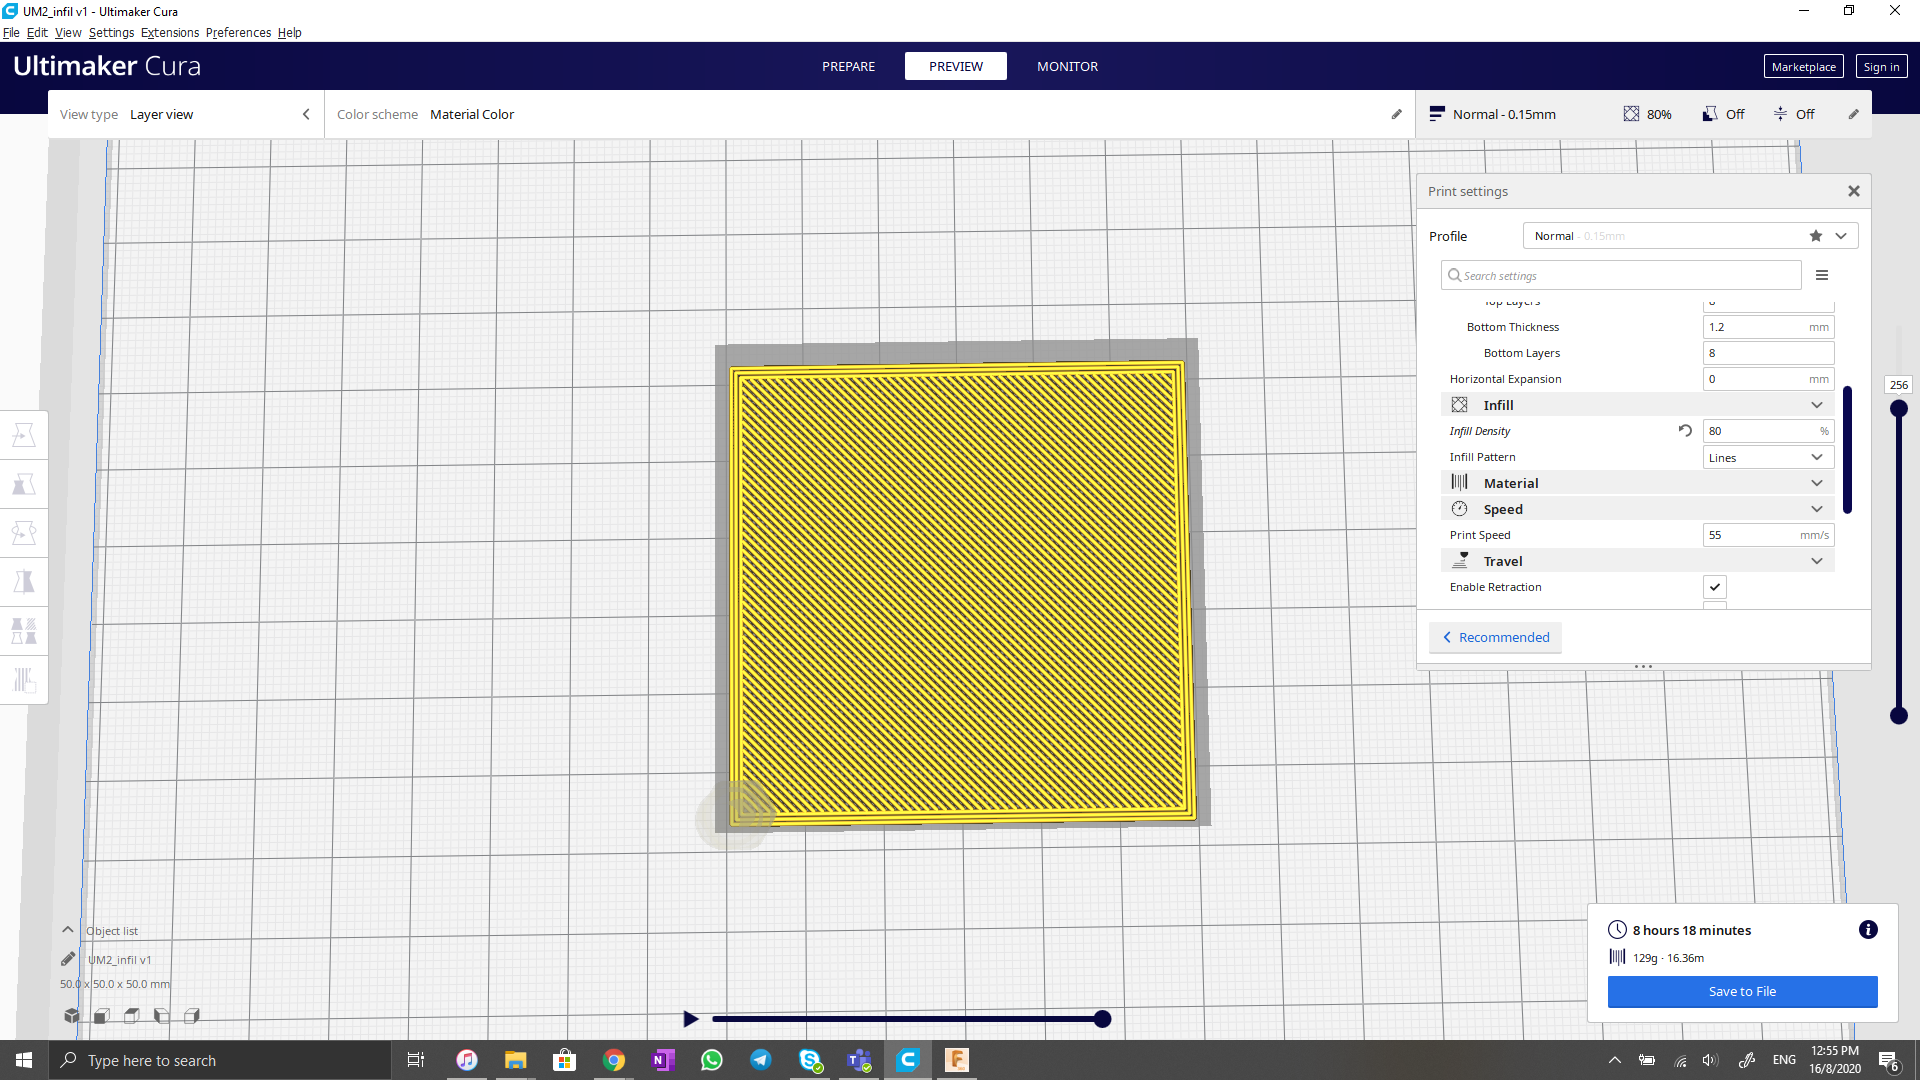 UM2_infil v1 - Ultimaker Cura
File Edit View Settings Extensions Preferences Help
Ultimaker Cura
PREPARE
PREVIEW
MONITOR
Marketplace
Sign in
View type Layer view
Color scheme Material Color
Normal - 0.15mm
80%
Off
Off
Print settings
Profile
Normal - 0.15mm
Search settings
Top Layers 8
Bottom Thickness 1.2 mm
Bottom Layers 8
Horizontal Expansion 0 mm
Infill
Infill Density 80 %
Infill Pattern Lines
Material
Speed
Print Speed 55 mm/s
Travel
Enable Retraction
Recommended
256
Object list
UM2_infil v1
50.0 x 50.0 x 50.0 mm
8 hours 18 minutes
129g · 16.36m
Save to File
Type here to search
ENG
12:55 PM
16/8/2020
6